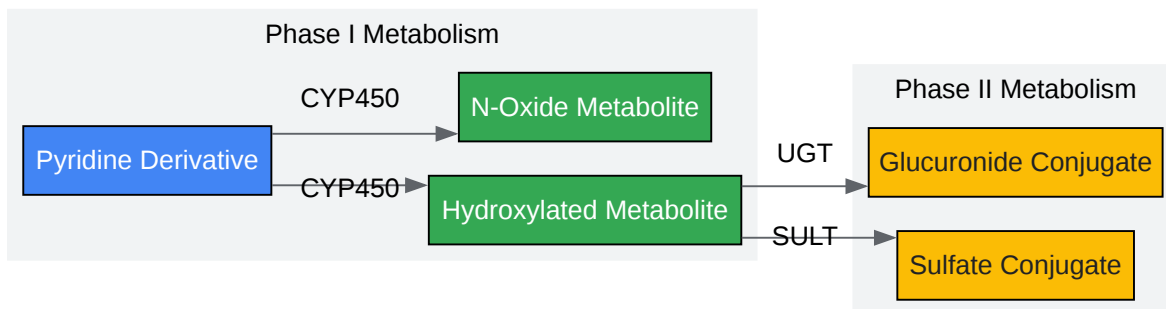 Phase I Metabolism
CYP450
N-Oxide Metabolite
Pyridine Derivative
CYP450
Hydroxylated Metabolite
Phase II Metabolism
UGT
Glucuronide Conjugate
SULT
Sulfate Conjugate